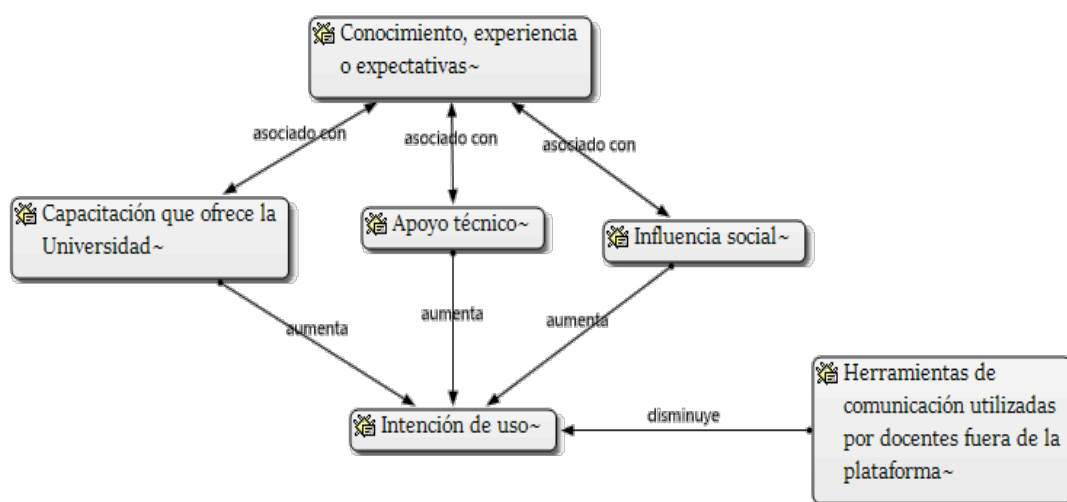 Conocimiento, experiencia
o expectativas~
asociado con
asociado con
asociado con
Capacitación que ofrece la
Universidad~
Apoyo técnico~
Influencia social~
aumenta
aumenta
aumenta
Herramientas de
comunicación utilizadas
por docentes fuera de la
plataforma~
disminuye
Intención de uso~